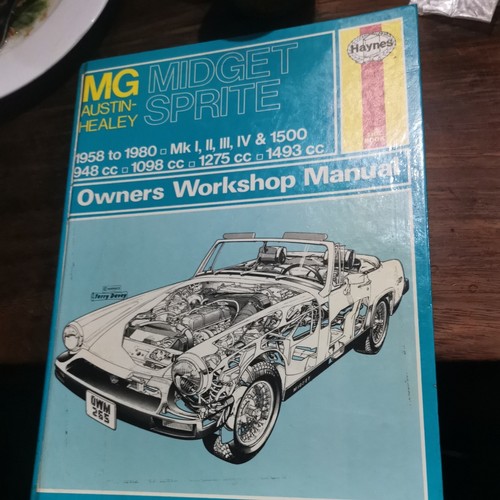 MG
AUSTIN-
HEALEY
MIDGET
SPRITE
Haynes
1958 to 1980 □ Mk I, II, III, IV & 1500
948 cc □ 1098 cc □ 1275 cc □ 1493 cc
Owners Workshop Manual
Terry Davey
MIDGET
OWM
265